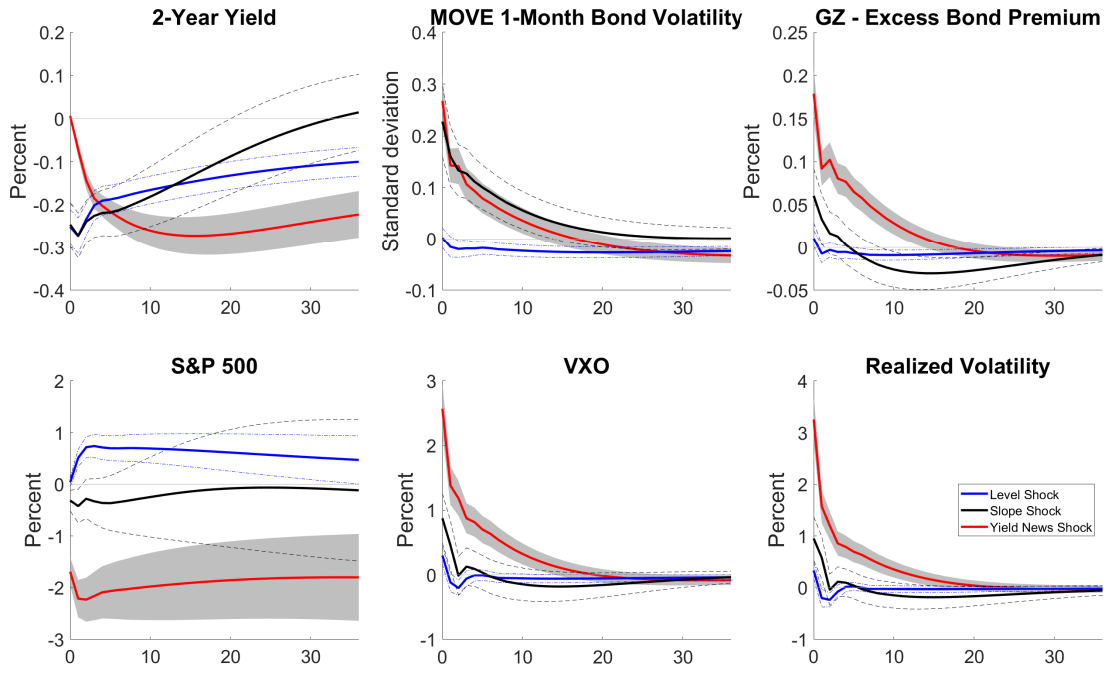 2-Year Yield
MOVE 1-Month Bond Volatility
GZ - Excess Bond Premium
Percent
0.2
0.1
0
-0.1
-0.2
-0.3
-0.4
0 10 20 30
Standard deviation
0.4
0.3
0.2
0.1
0
-0.1
0 10 20 30
Percent
0.25
0.2
0.15
0.1
0.05
0
-0.05
0 10 20 30
S&P 500
VXO
Realized Volatility
Percent
2
1
0
-1
-2
-3
0 10 20 30
Percent
3
2
1
0
-1
0 10 20 30
Percent
4
3
2
1
0
-1
0 10 20 30
Level Shock
Slope Shock
Yield News Shock